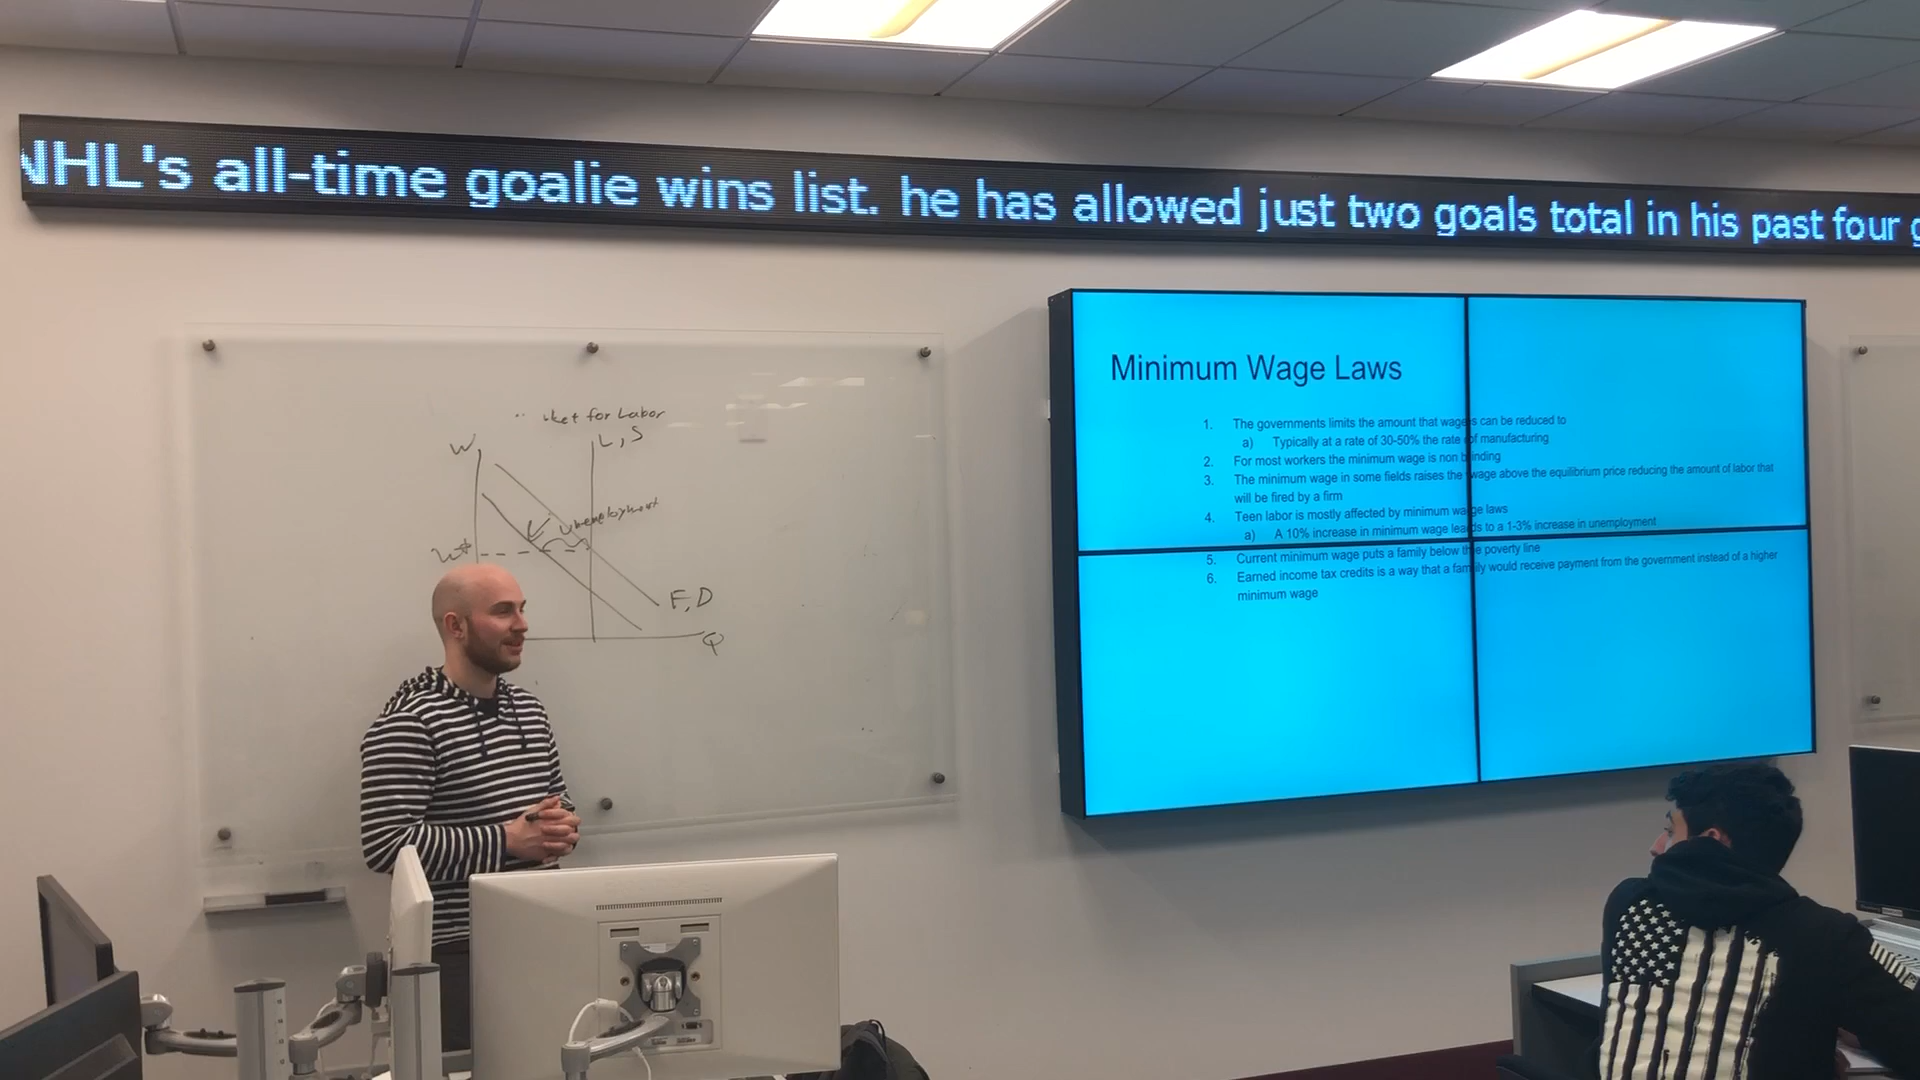 NHL's all-time goalie wins list. he has allowed just two goals total in his past four g
ket for Labor
W
L, S
Unemployment
W*
F, D
Q
Minimum Wage Laws
1. The governments limits the amount that wages can be reduced to
a) Typically at a rate of 30-50% the rate of manufacturing
2. For most workers the minimum wage is non binding
3. The minimum wage in some fields raises the wage above the equilibrium price reducing the amount of labor that
will be fired by a firm
4. Teen labor is mostly affected by minimum wage laws
a) A 10% increase in minimum wage leads to a 1-3% increase in unemployment
5. Current minimum wage puts a family below the poverty line
6. Earned income tax credits is a way that a family would receive payment from the government instead of a higher
minimum wage